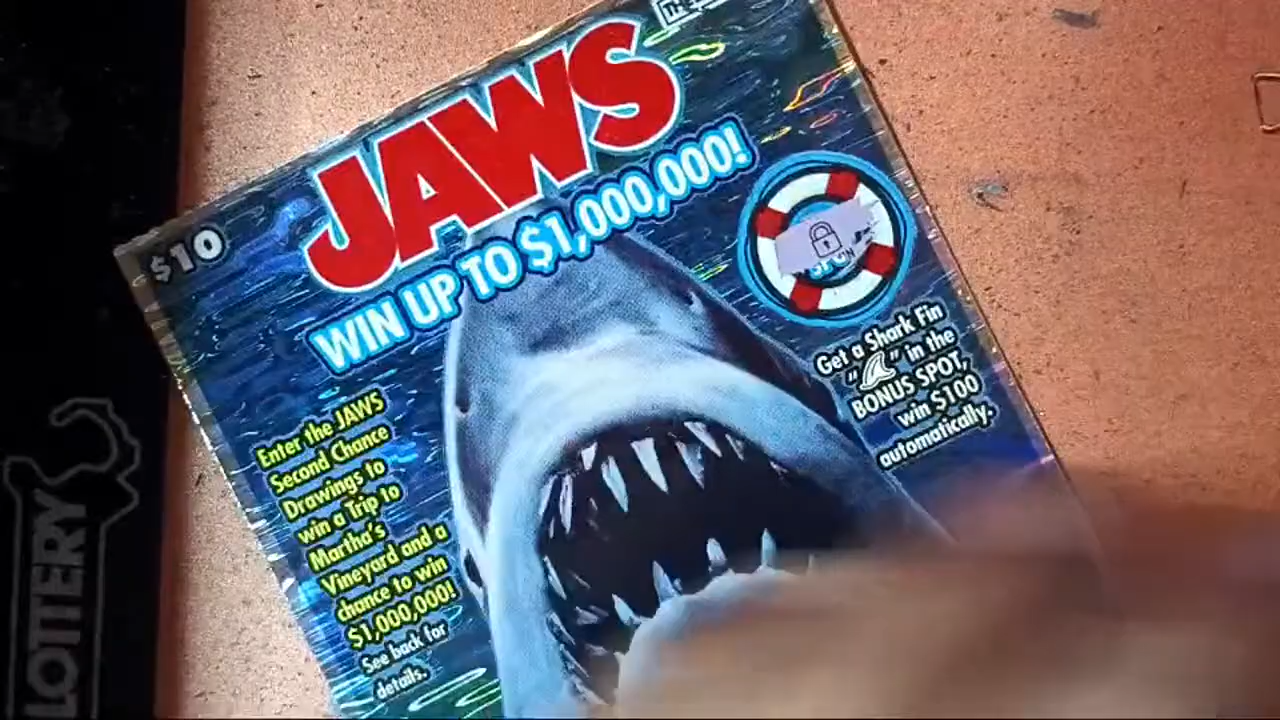 JAWS
WIN UP TO $1,000,000!
$10
Get a Shark Fin
" " in the
BONUS SPOT,
win $100
automatically.
Enter the JAWS
Second Chance
Drawings to
win a Trip to
Martha's
Vineyard and a
chance to win
$1,000,000!
See back for
details.
LOTTERY